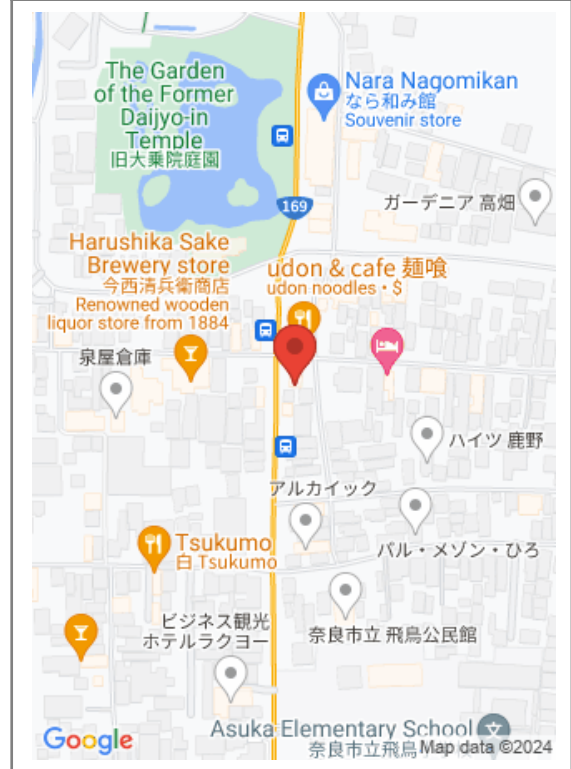 The Garden
of the Former
Daijyo-in
Temple
旧大乗院庭園
Nara Nagomikan
なら和み館
Souvenir store
169
ガーデニア 高畑
Harushika Sake
Brewery store
今西清兵衛商店
Renowned wooden
liquor store from 1884
udon & cafe 麺喰
udon noodles • $
泉屋倉庫
ハイツ 鹿野
アルカイック
Tsukumo
白 Tsukumo
パル・メゾン・ひろ
ビジネス観光
ホテルラクヨー
奈良市立 飛鳥公民館
Asuka Elementary School
奈良市立飛鳥
Google
Map data ©2024